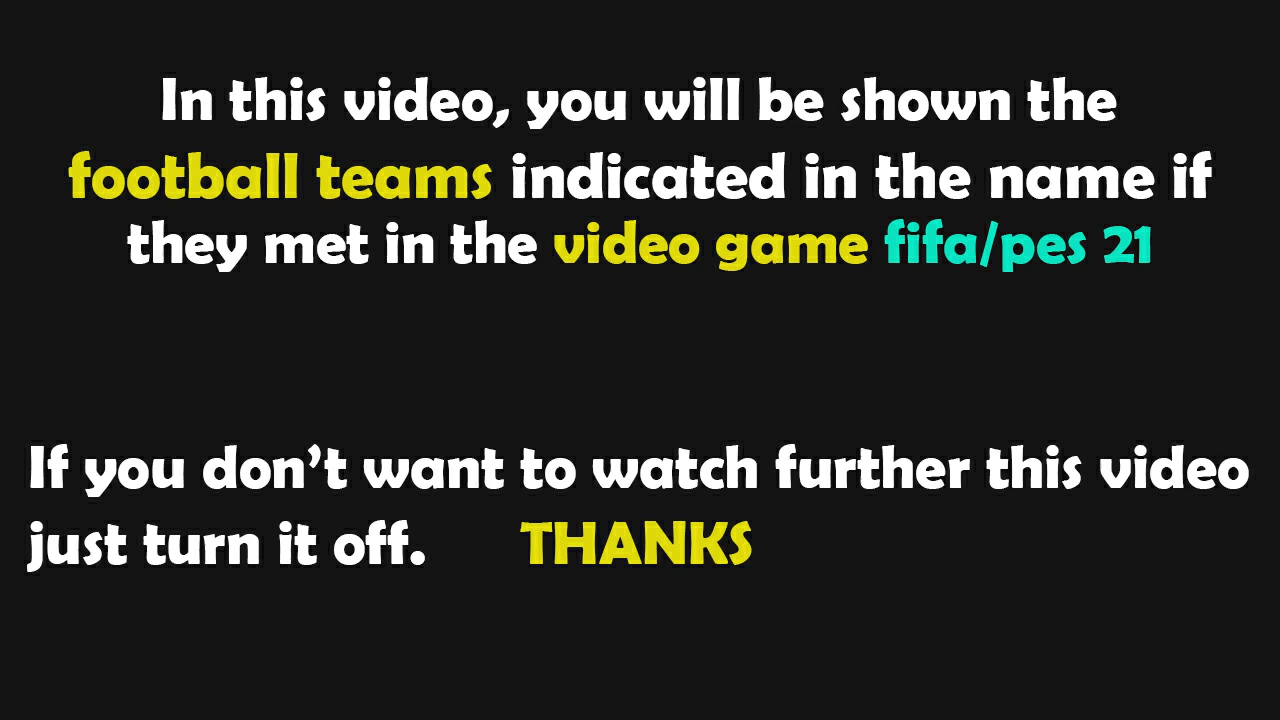 In this video, you will be shown the
football teams indicated in the name if
they met in the video game fifa/pes 21
If you don't want to watch further this video
just turn it off. THANKS